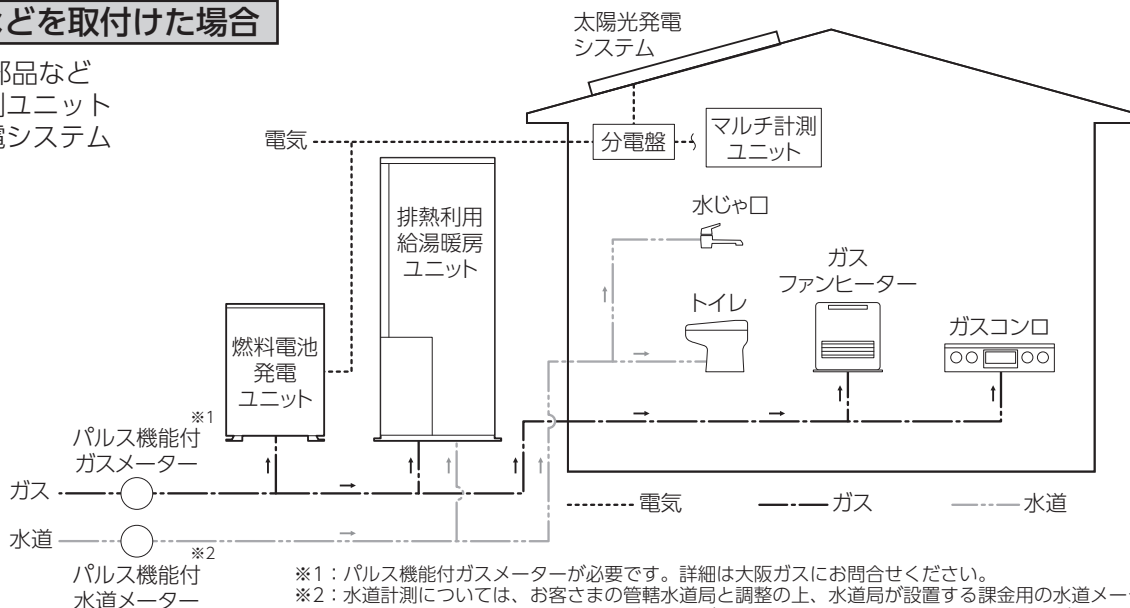 などを取付けた場合
部品など
ユニット
電システム
太陽光発電
システム
電気
分電盤
マルチ計測
ユニット
排熱利用
給湯暖房
ユニット
水じゃ口
トイレ
ガス
ファンヒーター
ガスコンロ
燃料電池
発電
ユニット
※1
パルス機能付
ガスメーター
ガス
電気
ガス
水道
水道
※2
パルス機能付
水道メーター
※1：パルス機能付ガスメーターが必要です。詳細は大阪ガスにお問合せください。
※2：水道計測については、お客さまの管轄水道局と調整の上、水道局が設置する課金用の水道メー